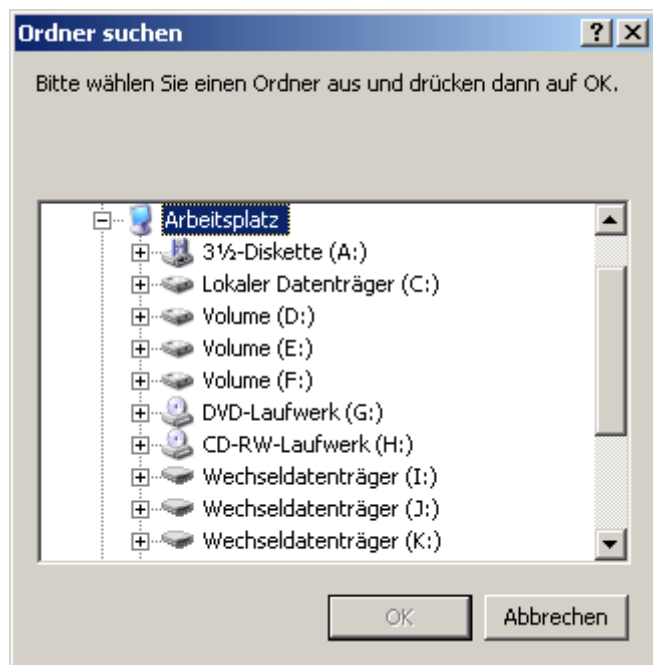 Ordner suchen
Bitte wählen Sie einen Ordner aus und drücken dann auf OK.
Arbeitsplatz
3½-Diskette (A:)
Lokaler Datenträger (C:)
Volume (D:)
Volume (E:)
Volume (F:)
DVD-Laufwerk (G:)
CD-RW-Laufwerk (H:)
Wechseldatenträger (I:)
Wechseldatenträger (J:)
Wechseldatenträger (K:)
OK Abbrechen